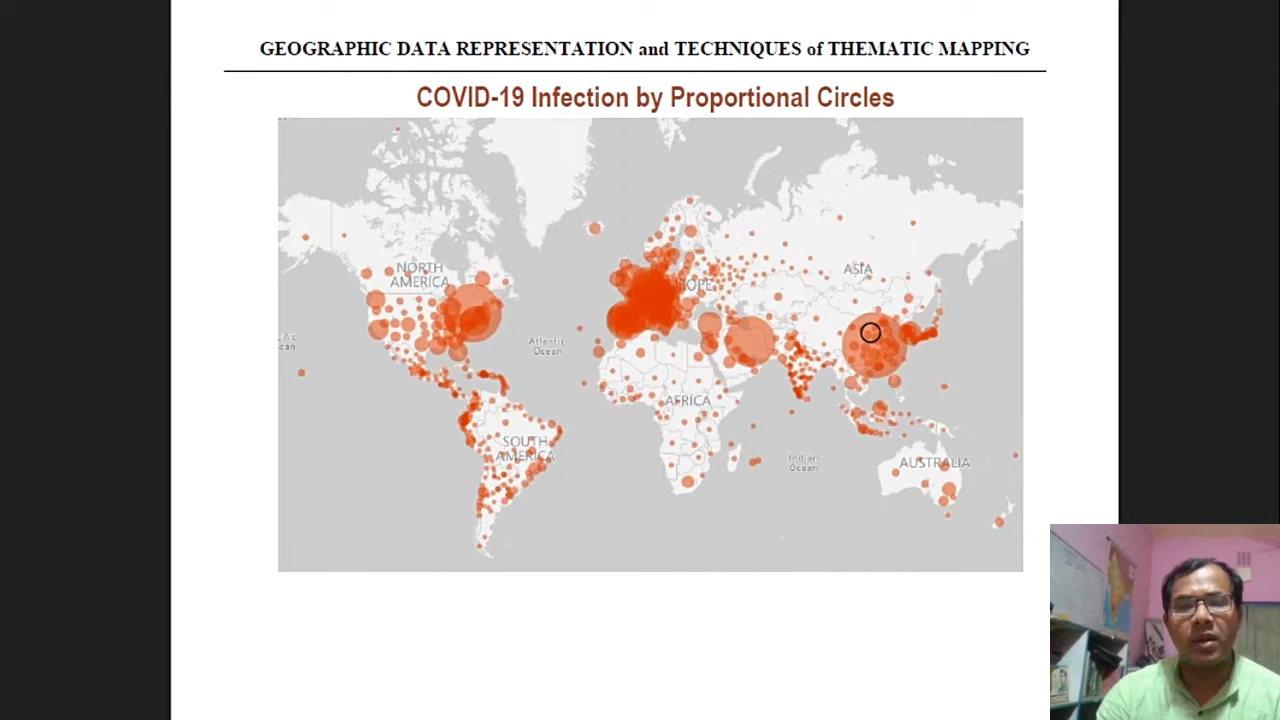 GEOGRAPHIC DATA REPRESENTATION and TECHNIQUES of THEMATIC MAPPING
COVID-19 Infection by Proportional Circles
NORTH
AMERICA
ASIA
Atlantic
Ocean
AFRICA
SOUTH
AMERICA
Indian
Ocean
AUSTRALIA